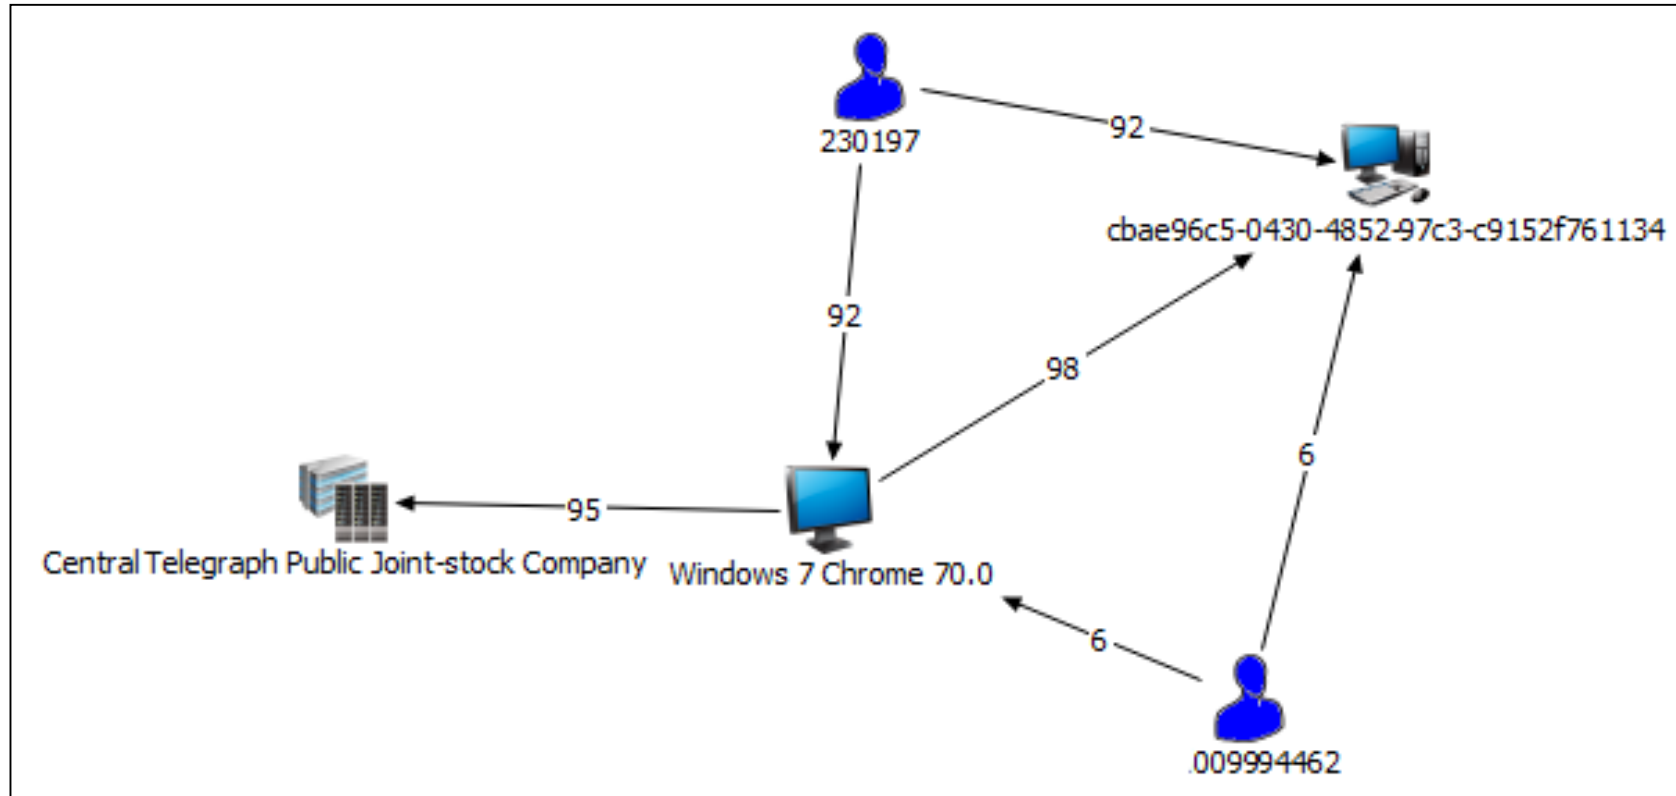 230197
92
cbae96c5-0430-4852-97c3-c9152f761134
92
98
6
95
Central Telegraph Public Joint-stock Company
Windows 7 Chrome 70.0
6
.009994462